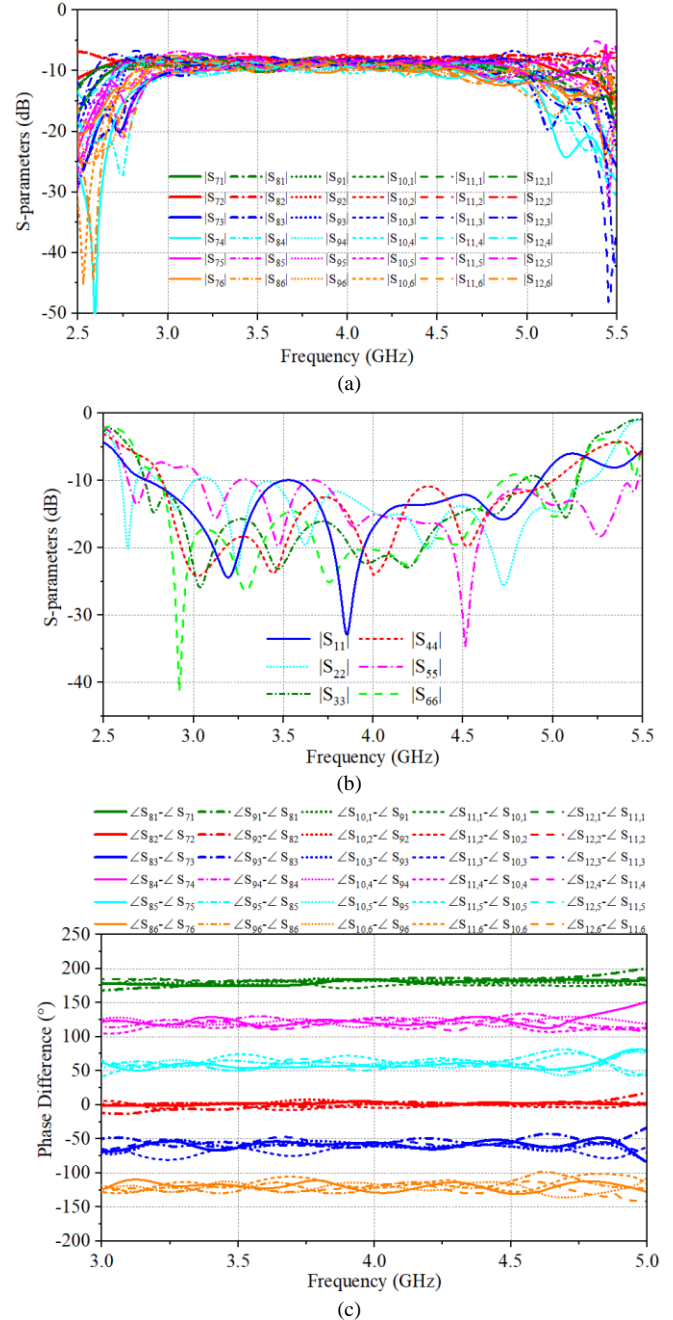 0
-10
-20
-30
-40
-50
S-parameters (dB)
|S71| |S81| |S91| |S10,1| |S11,1| |S12,1|
|S72| |S82| |S92| |S10,2| |S11,2| |S12,2|
|S73| |S83| |S93| |S10,3| |S11,3| |S12,3|
|S74| |S84| |S94| |S10,4| |S11,4| |S12,4|
|S75| |S85| |S95| |S10,5| |S11,5| |S12,5|
|S76| |S86| |S96| |S10,6| |S11,6| |S12,6|
2.5 3.0 3.5 4.0 4.5 5.0 5.5
Frequency (GHz)
(a)
0
-10
-20
-30
-40
S-parameters (dB)
|S11| |S44|
|S22| |S55|
|S33| |S66|
2.5 3.0 3.5 4.0 4.5 5.0 5.5
Frequency (GHz)
(b)
∠S81-∠ S71 ∠S91-∠ S81 ∠S10,1-∠ S91 ∠S11,1-∠ S10,1 ∠S12,1-∠ S11,1
∠S82-∠ S72 ∠S92-∠ S82 ∠S10,2-∠ S92 ∠S11,2-∠ S10,2 ∠S12,2-∠ S11,2
∠S83-∠ S73 ∠S93-∠ S83 ∠S10,3-∠ S93 ∠S11,3-∠ S10,3 ∠S12,3-∠ S11,3
∠S84-∠ S74 ∠S94-∠ S84 ∠S10,4-∠ S94 ∠S11,4-∠ S10,4 ∠S12,4-∠ S11,4
∠S85-∠ S75 ∠S95-∠ S85 ∠S10,5-∠ S95 ∠S11,5-∠ S10,5 ∠S12,5-∠ S11,5
∠S86-∠ S76 ∠S96-∠ S86 ∠S10,6-∠ S96 ∠S11,6-∠ S10,6 ∠S12,6-∠ S11,6
250
200
150
100
50
0
-50
-100
-150
-200
Phase Difference (°)
3.0 3.5 4.0 4.5 5.0
Frequency (GHz)
(c)